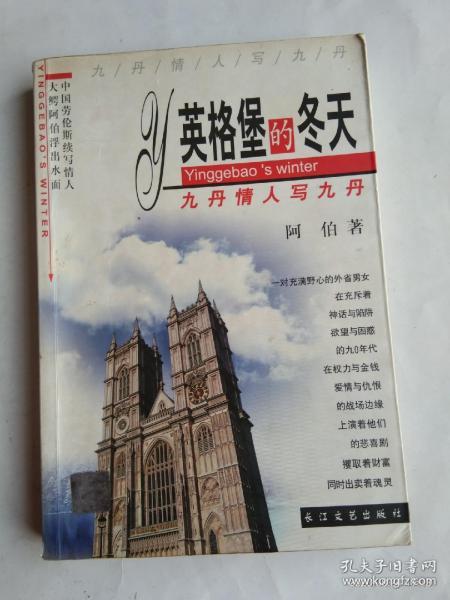 九/丹/情/人/写/九/丹
YINGGEBAO'S WINTER
中国劳伦斯续写情人
大鳄阿伯浮出水面
y
英格堡的冬天
Yinggebao's winter
九丹情人写九丹
阿 伯 著
一对充满野心的外省男女
在充斥着
神话与陷阱
欲望与困惑
的九0年代
在权力与金钱
爱情与仇恨
的战场边缘
上演着他们
的悲喜剧
攫取着财富
同时出卖着魂灵
长江文艺出版社
孔夫子旧书网
www.kongfz.com